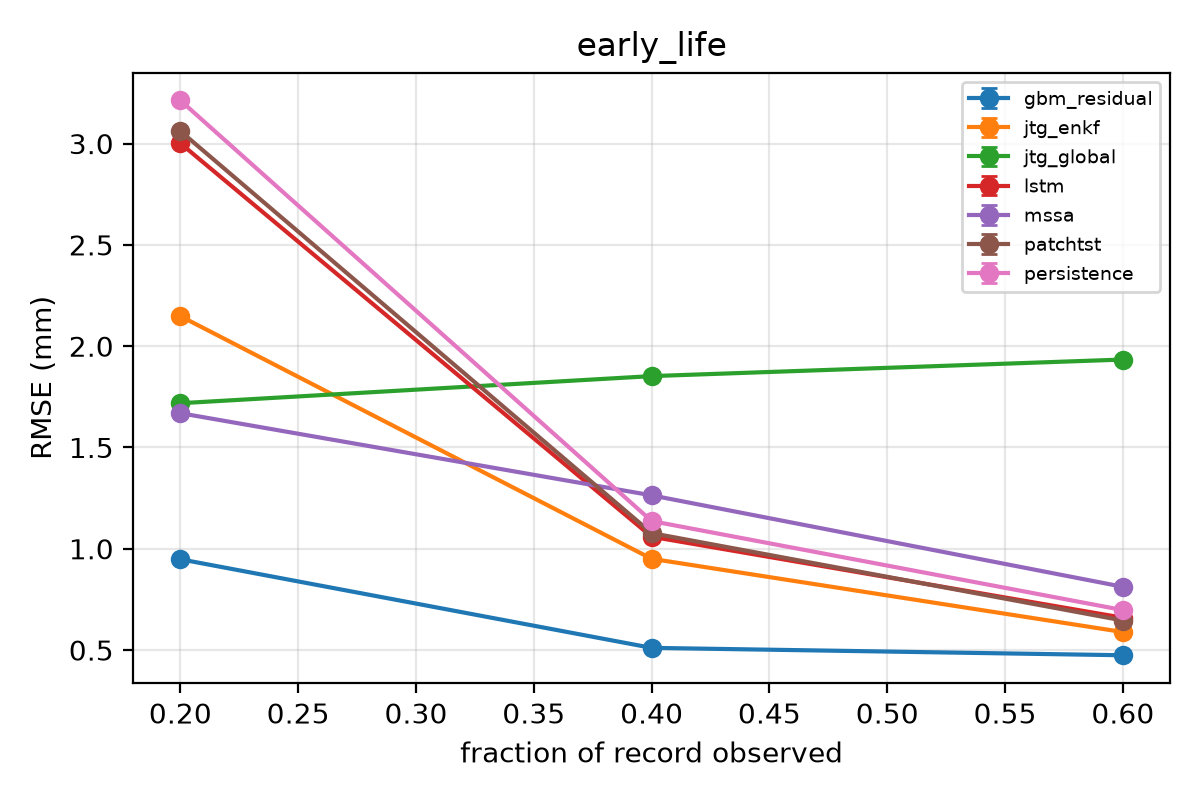 early_life
RMSE (mm)
3.0
2.5
2.0
1.5
1.0
0.5
gbm_residual
jtg_enkf
jtg_global
lstm
mssa
patchtst
persistence
0.20 0.25 0.30 0.35 0.40 0.45 0.50 0.55 0.60
fraction of record observed